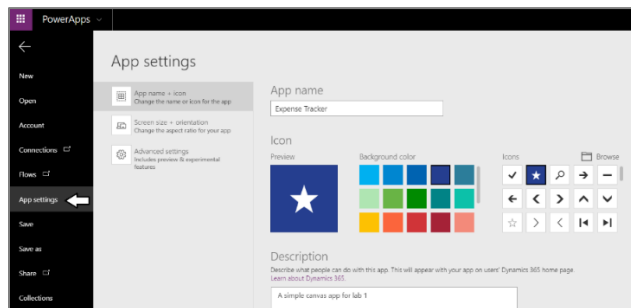 PowerApps
New
Open
Account
Connections
Flows
App settings
Save
Save as
Share
Collections
App settings
App name + icon
Change the name or icon for the app
Screen size + orientation
Change the aspect ratio for your app
Advanced settings
Includes preview & experimental
features
App name
Expense Tracker
Icon
Preview
Background color
Icons
Browse
Description
Describe what people can do with this app. This will appear with your app on users' Dynamics 365 home page.
Learn about Dynamics 365.
A simple canvas app for lab 1